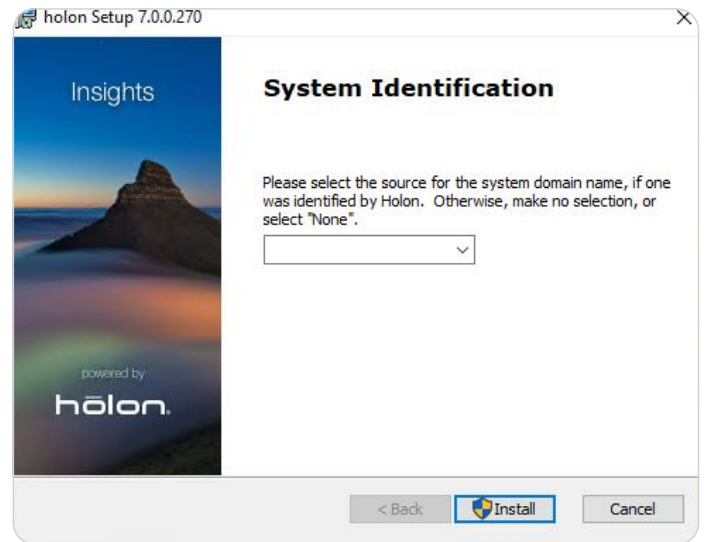 holon Setup 7.0.0.270
Insights
System Identification
Please select the source for the system domain name, if one
was identified by Holon.  Otherwise, make no selection, or
select "None".
powered by
hōlon.
< Back
Install
Cancel